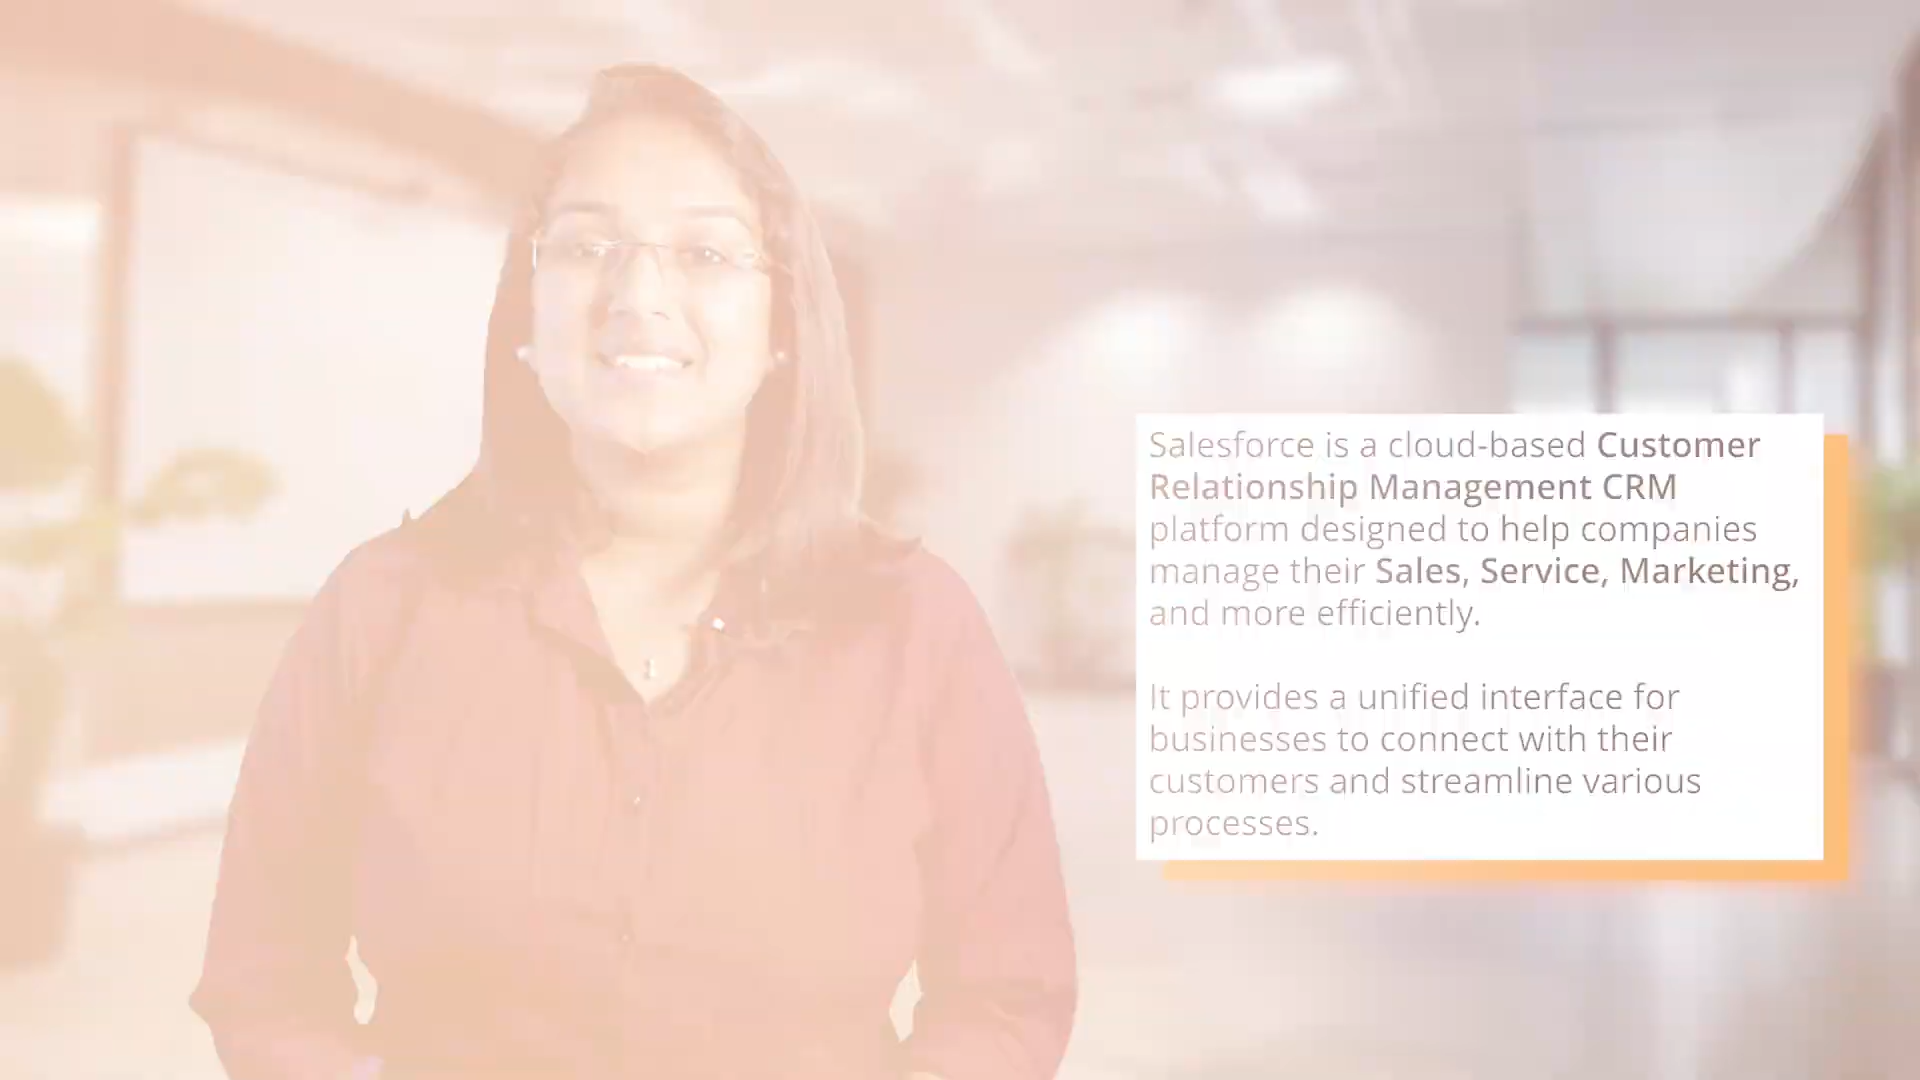 Salesforce is a cloud-based Customer
Relationship Management CRM
platform designed to help companies
manage their Sales, Service, Marketing,
and more efficiently.
It provides a unified interface for
businesses to connect with their
customers and streamline various
processes.